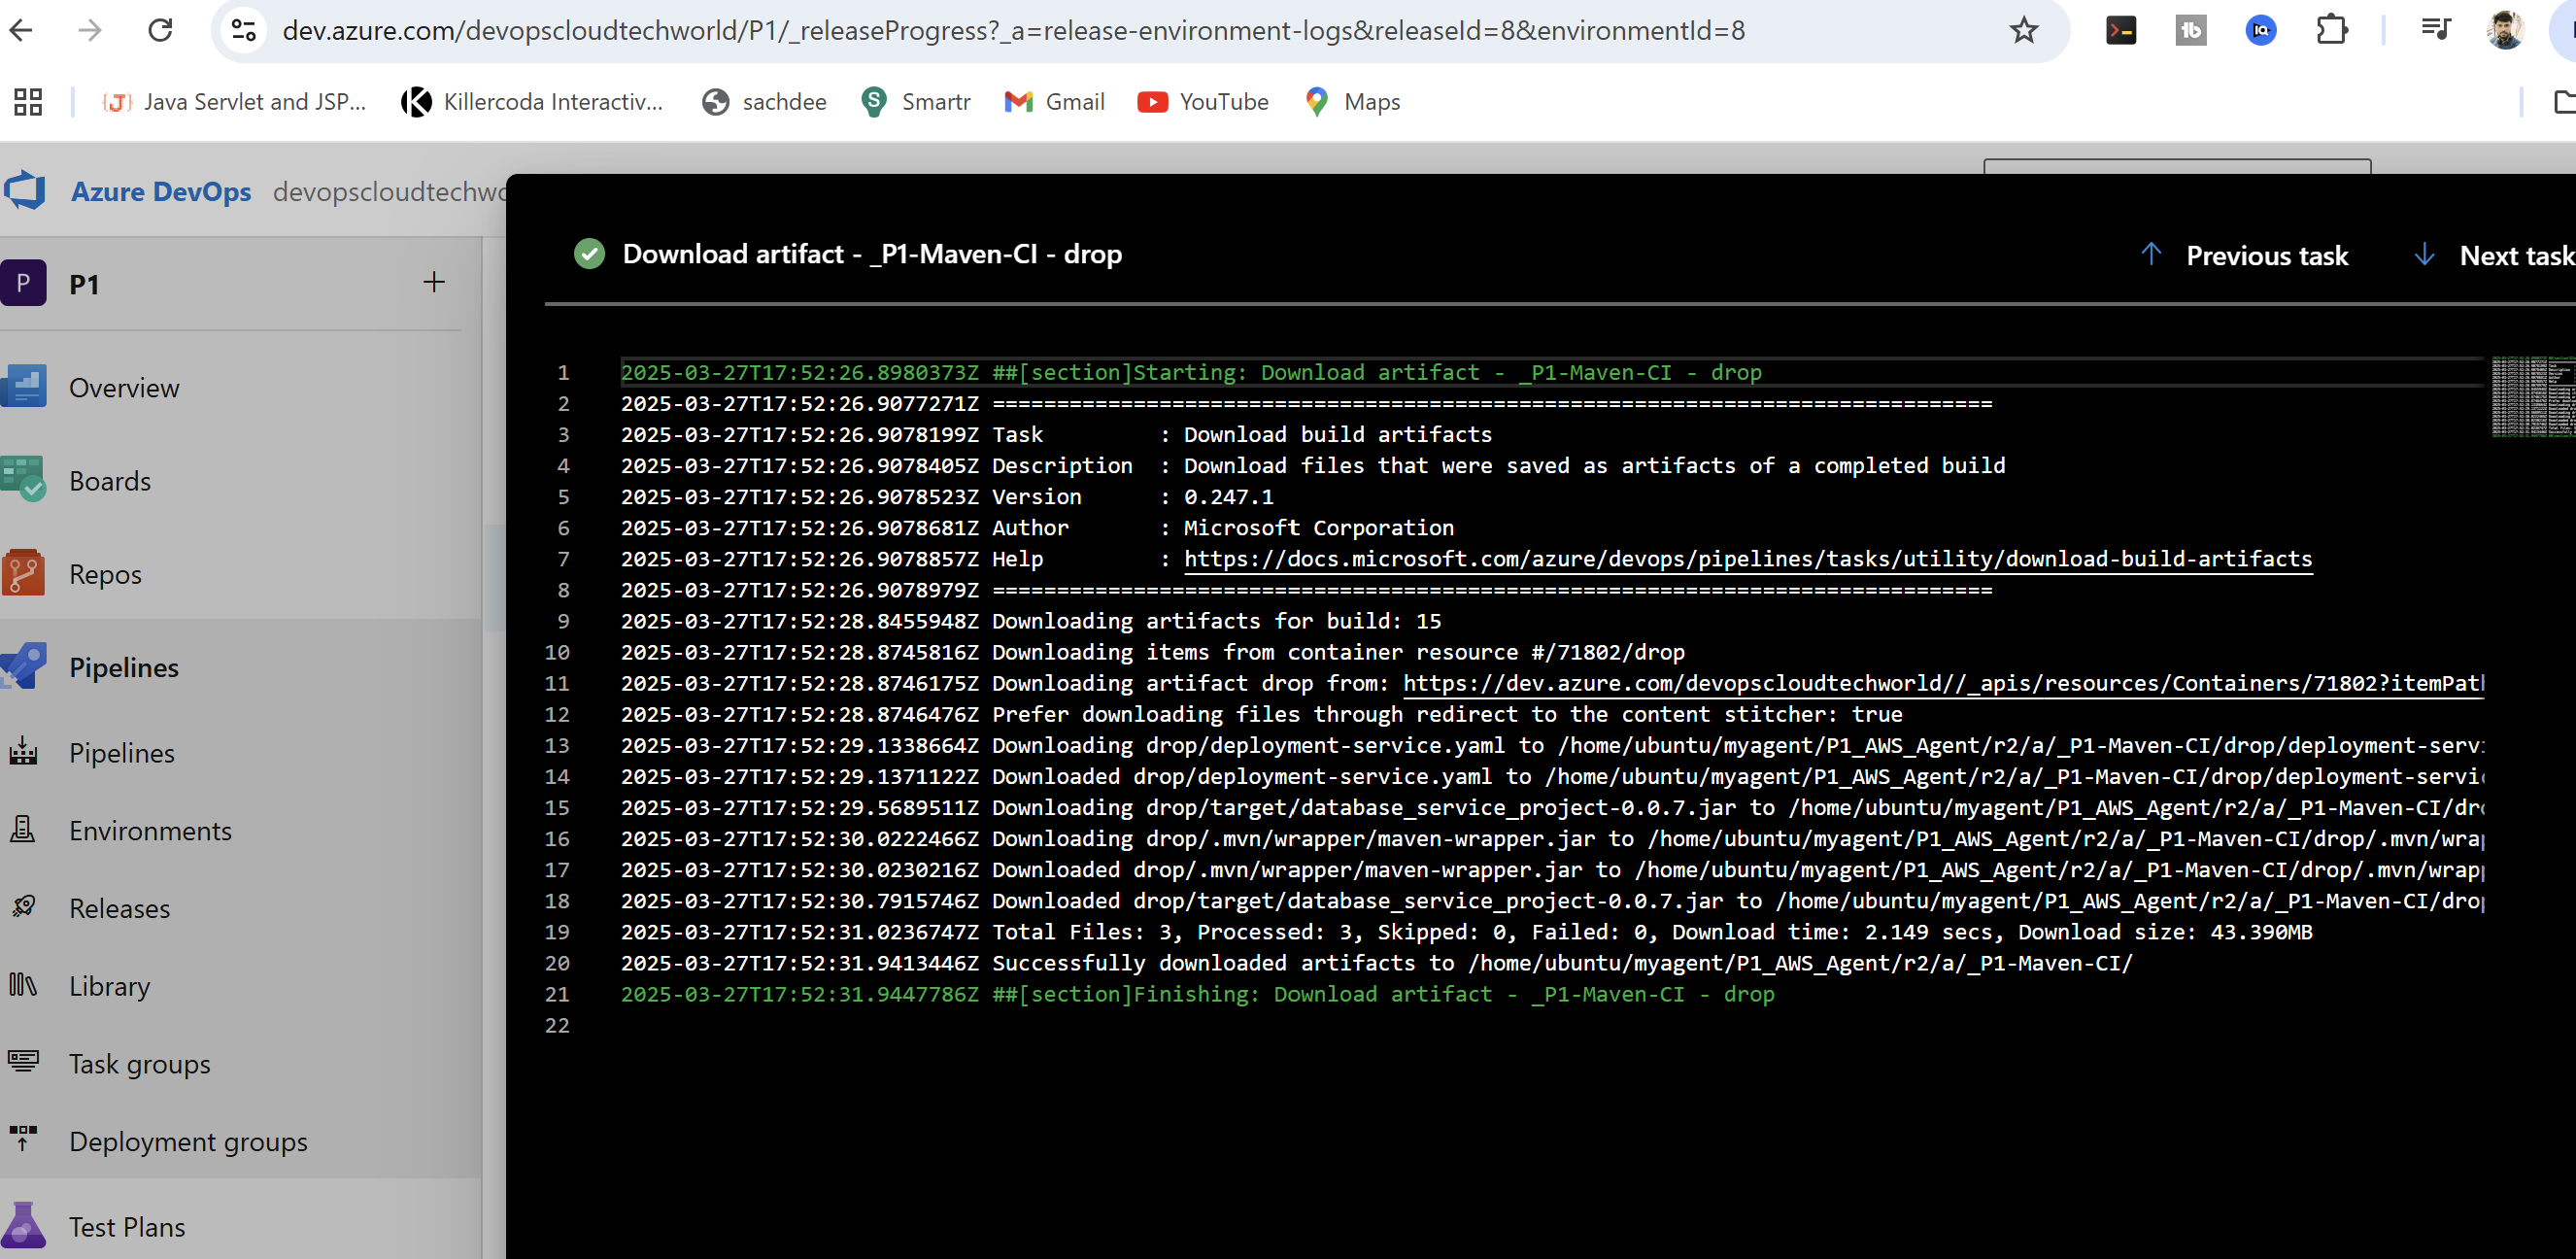 dev.azure.com/devopscloudtechworld/P1/_releaseProgress?_a=release-environment-logs&releaseId=8&environmentId=8
Java Servlet and JSP...
Killercoda Interactiv...
sachdee
Smartr
Gmail
YouTube
Maps
Azure DevOps devopscloudtechwo
P P1 +
Overview
Boards
Repos
Pipelines
Pipelines
Environments
Releases
Library
Task groups
Deployment groups
Test Plans
Download artifact - _P1-Maven-CI - drop
Previous task
Next task
1 2025-03-27T17:52:26.8980373Z ##[section]Starting: Download artifact - _P1-Maven-CI - drop
2 2025-03-27T17:52:26.9077271Z ==============================================================================
3 2025-03-27T17:52:26.9078199Z Task         : Download build artifacts
4 2025-03-27T17:52:26.9078405Z Description  : Download files that were saved as artifacts of a completed build
5 2025-03-27T17:52:26.9078523Z Version      : 0.247.1
6 2025-03-27T17:52:26.9078681Z Author       : Microsoft Corporation
7 2025-03-27T17:52:26.9078857Z Help         : https://docs.microsoft.com/azure/devops/pipelines/tasks/utility/download-build-artifacts
8 2025-03-27T17:52:26.9078979Z ==============================================================================
9 2025-03-27T17:52:28.8455948Z Downloading artifacts for build: 15
10 2025-03-27T17:52:28.8745816Z Downloading items from container resource #/71802/drop
11 2025-03-27T17:52:28.8746175Z Downloading artifact drop from: https://dev.azure.com/devopscloudtechworld//_apis/resources/Containers/71802?itemPath
12 2025-03-27T17:52:28.8746476Z Prefer downloading files through redirect to the content stitcher: true
13 2025-03-27T17:52:29.1338664Z Downloading drop/deployment-service.yaml to /home/ubuntu/myagent/P1_AWS_Agent/r2/a/_P1-Maven-CI/drop/deployment-servi
14 2025-03-27T17:52:29.1371122Z Downloaded drop/deployment-service.yaml to /home/ubuntu/myagent/P1_AWS_Agent/r2/a/_P1-Maven-CI/drop/deployment-servic
15 2025-03-27T17:52:29.5689511Z Downloading drop/target/database_service_project-0.0.7.jar to /home/ubuntu/myagent/P1_AWS_Agent/r2/a/_P1-Maven-CI/dro
16 2025-03-27T17:52:30.0222466Z Downloading drop/.mvn/wrapper/maven-wrapper.jar to /home/ubuntu/myagent/P1_AWS_Agent/r2/a/_P1-Maven-CI/drop/.mvn/wrap
17 2025-03-27T17:52:30.0230216Z Downloaded drop/.mvn/wrapper/maven-wrapper.jar to /home/ubuntu/myagent/P1_AWS_Agent/r2/a/_P1-Maven-CI/drop/.mvn/wrapp
18 2025-03-27T17:52:30.7915746Z Downloaded drop/target/database_service_project-0.0.7.jar to /home/ubuntu/myagent/P1_AWS_Agent/r2/a/_P1-Maven-CI/drop
19 2025-03-27T17:52:31.0236747Z Total Files: 3, Processed: 3, Skipped: 0, Failed: 0, Download time: 2.149 secs, Download size: 43.390MB
20 2025-03-27T17:52:31.9413446Z Successfully downloaded artifacts to /home/ubuntu/myagent/P1_AWS_Agent/r2/a/_P1-Maven-CI/
21 2025-03-27T17:52:31.9447786Z ##[section]Finishing: Download artifact - _P1-Maven-CI - drop
22